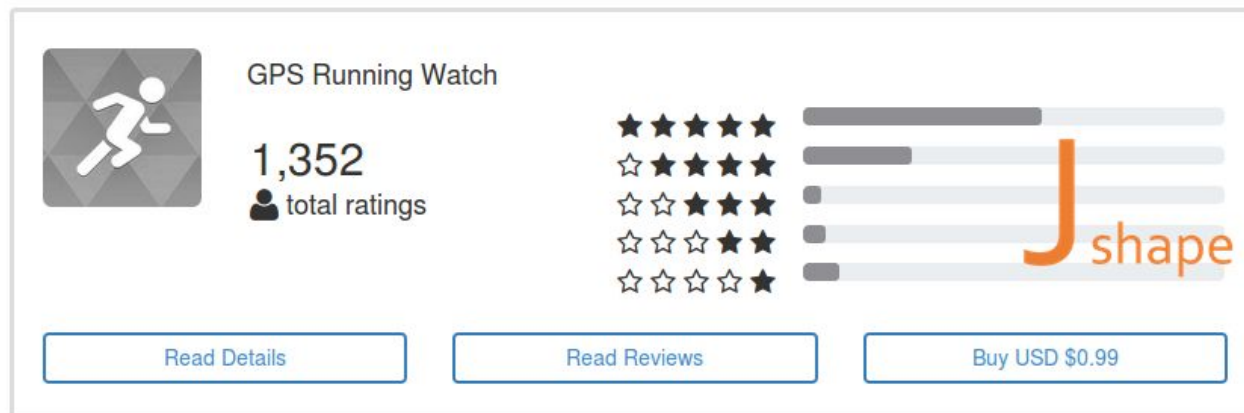 GPS Running Watch
1,352
total ratings
J shape
Read Details
Read Reviews
Buy USD $0.99